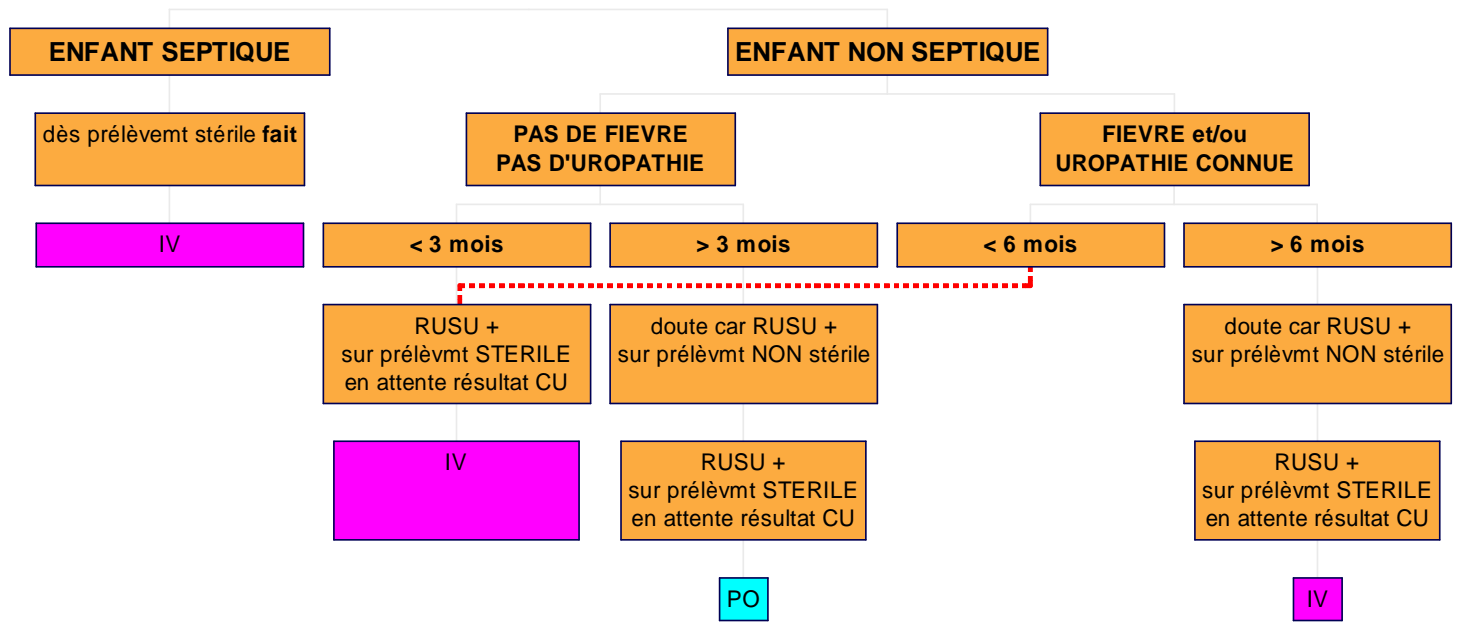 ENFANT SEPTIQUE
ENFANT NON SEPTIQUE
dès prélèvemt stérile fait
PAS DE FIEVRE
PAS D'UROPATHIE
FIEVRE et/ou
UROPATHIE CONNUE
IV
< 3 mois
> 3 mois
< 6 mois
> 6 mois
RUSU +
sur prélèvmt STERILE
en attente résultat CU
doute car RUSU +
sur prélèvmt NON stérile
doute car RUSU +
sur prélèvmt NON stérile
IV
RUSU +
sur prélèvmt STERILE
en attente résultat CU
RUSU +
sur prélèvmt STERILE
en attente résultat CU
PO
IV